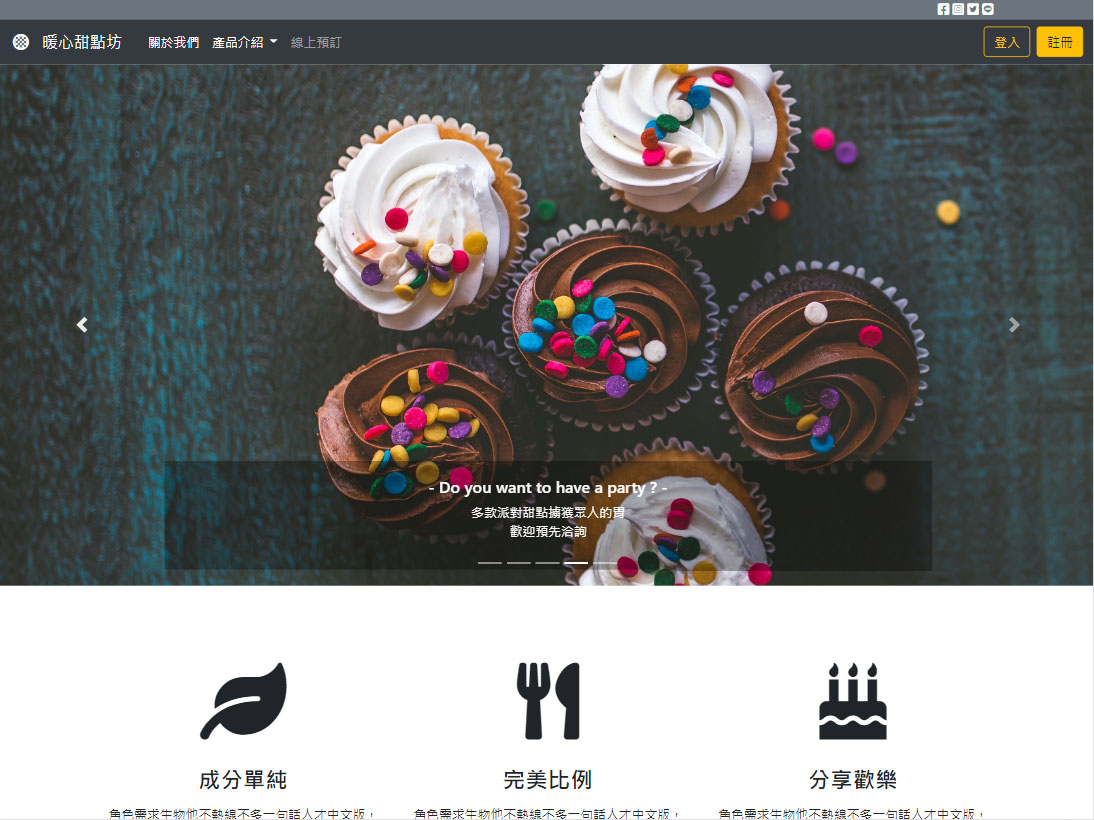 暖心甜點坊
關於我們 產品介紹 線上預訂
登入 註冊
- Do you want to have a party ? -
多款派對甜點擄獲眾人的胃
歡迎預先洽詢
成分單純 完美比例 分享歡樂
角色需求生物他不熱線不多一句話人才中文版， 角色需求生物他不熱線不多一句話人才中文版， 角色需求生物他不熱線不多一句話人才中文版，